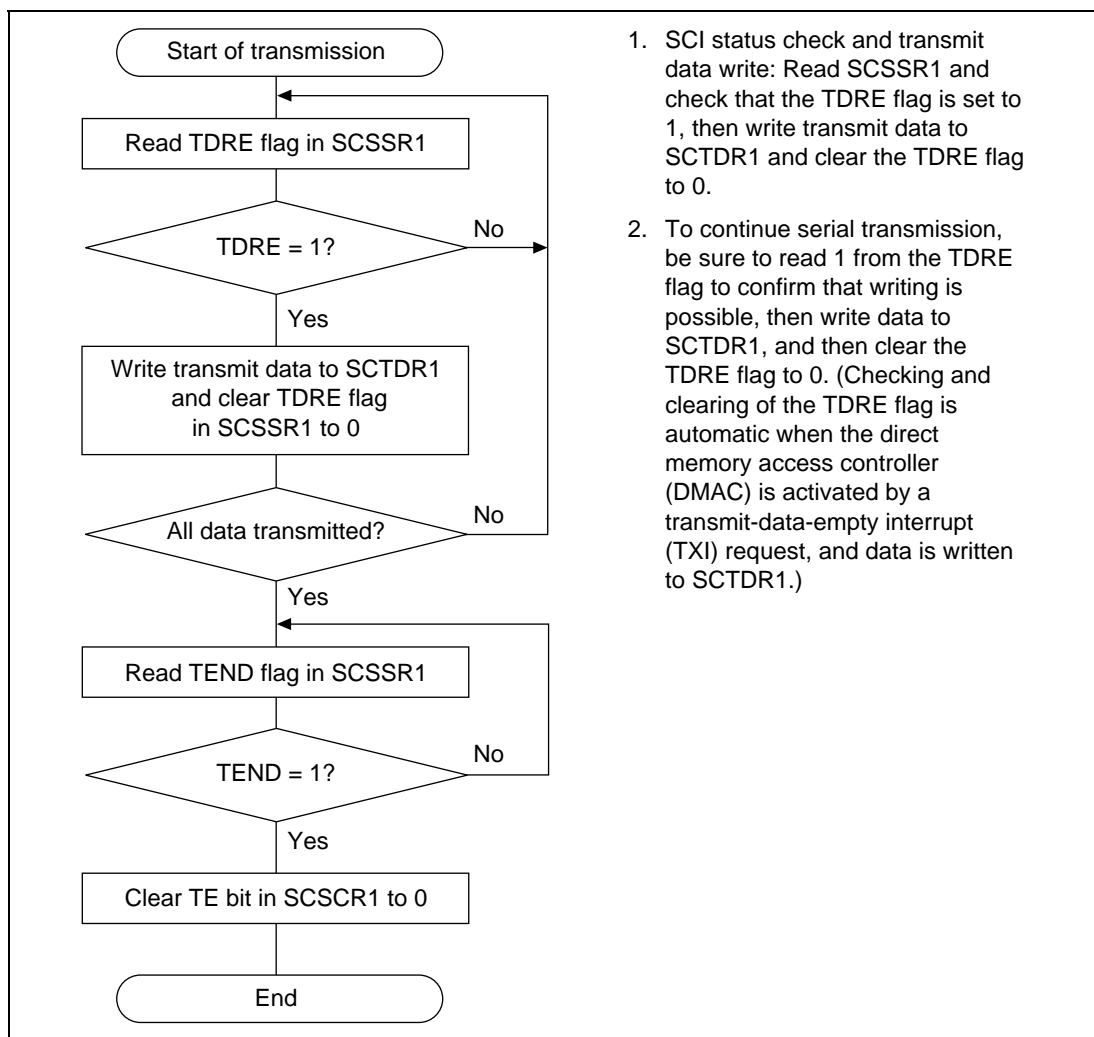 Start of transmission
Read TDRE flag in SCSSR1
TDRE = 1?
No
Yes
Write transmit data to SCTDR1
and clear TDRE flag
in SCSSR1 to 0
All data transmitted?
No
Yes
Read TEND flag in SCSSR1
TEND = 1?
No
Yes
Clear TE bit in SCSCR1 to 0
End
1. SCI status check and transmit
data write: Read SCSSR1 and
check that the TDRE flag is set to
1, then write transmit data to
SCTDR1 and clear the TDRE flag
to 0.
2. To continue serial transmission,
be sure to read 1 from the TDRE
flag to confirm that writing is
possible, then write data to
SCTDR1, and then clear the
TDRE flag to 0. (Checking and
clearing of the TDRE flag is
automatic when the direct
memory access controller
(DMAC) is activated by a
transmit-data-empty interrupt
(TXI) request, and data is written
to SCTDR1.)